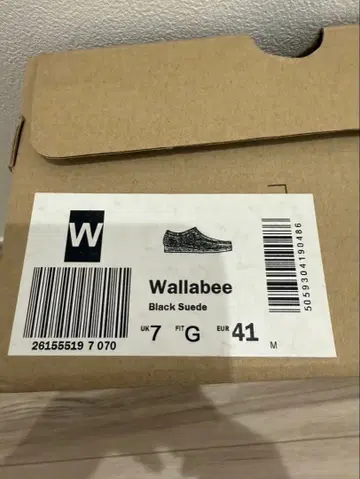 W
Wallabee
Black Suede
26155519 7 070
UK 7 FIT G EUR 41 M
5059304190486